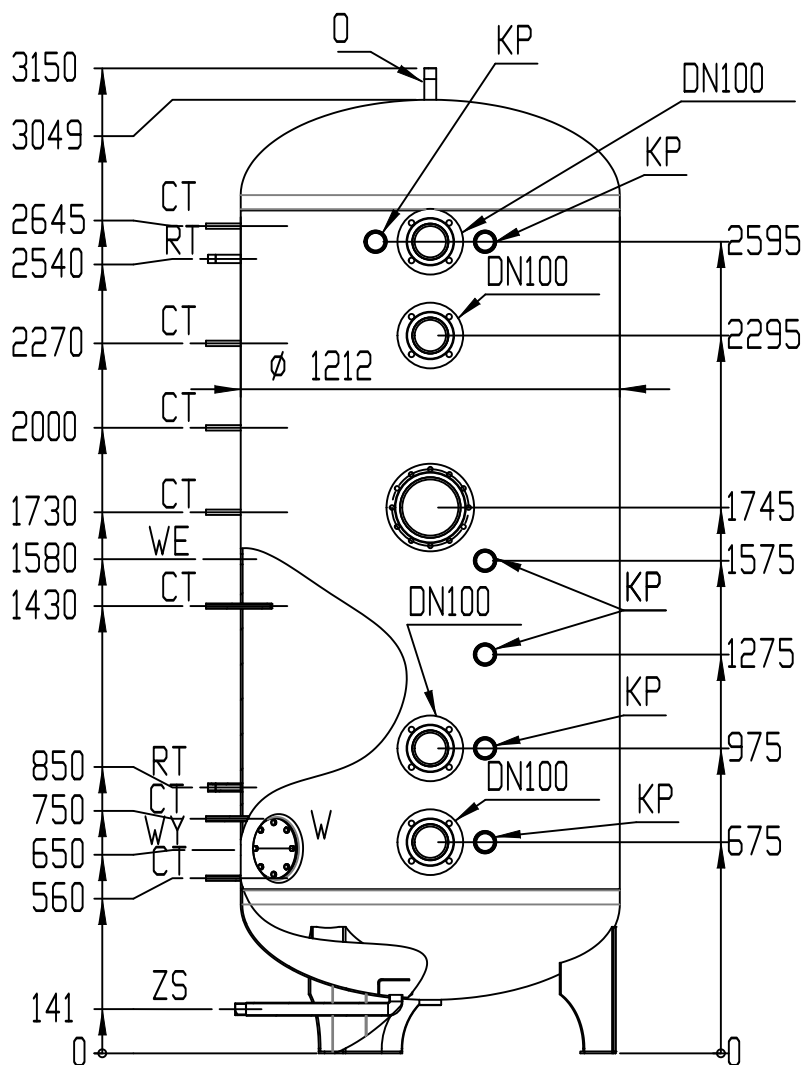 O
KP
3150
DN100
3049
KP
CT
2645
RT
2595
2540
DN100
CT
2270
2295
ø 1212
CT
2000
CT
1730
1745
WE
1580
1575
CT
1430
DN100
KP
1275
KP
RT
850
975
CT
DN100
750
KP
W
WY
650
675
CT
560
ZS
141
0
0